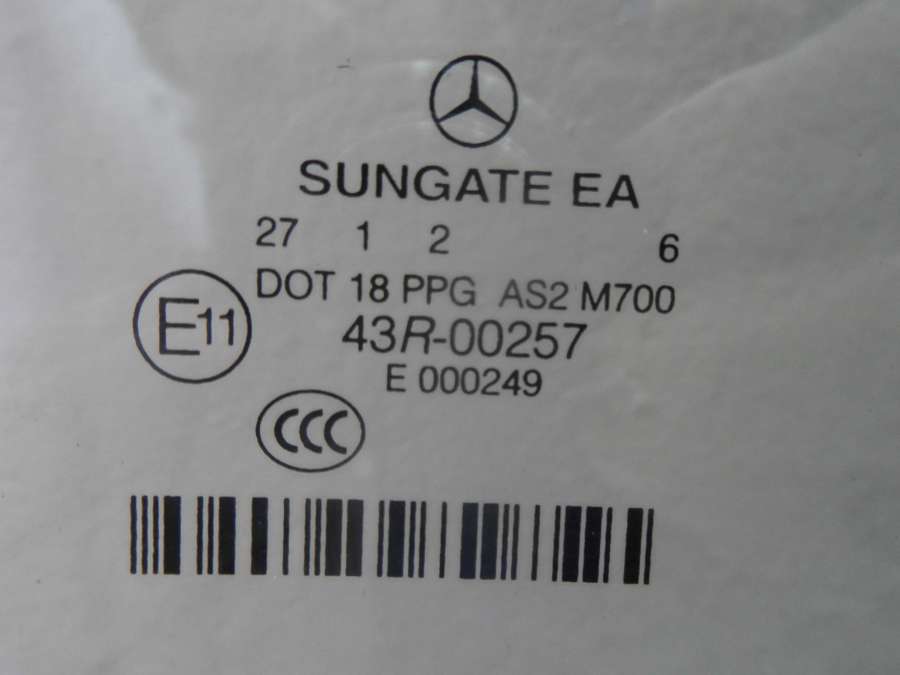 SUNGATE EA
27 1 2 6
DOT 18 PPG AS2 M700
E11
43R-00257
E 000249
CCC